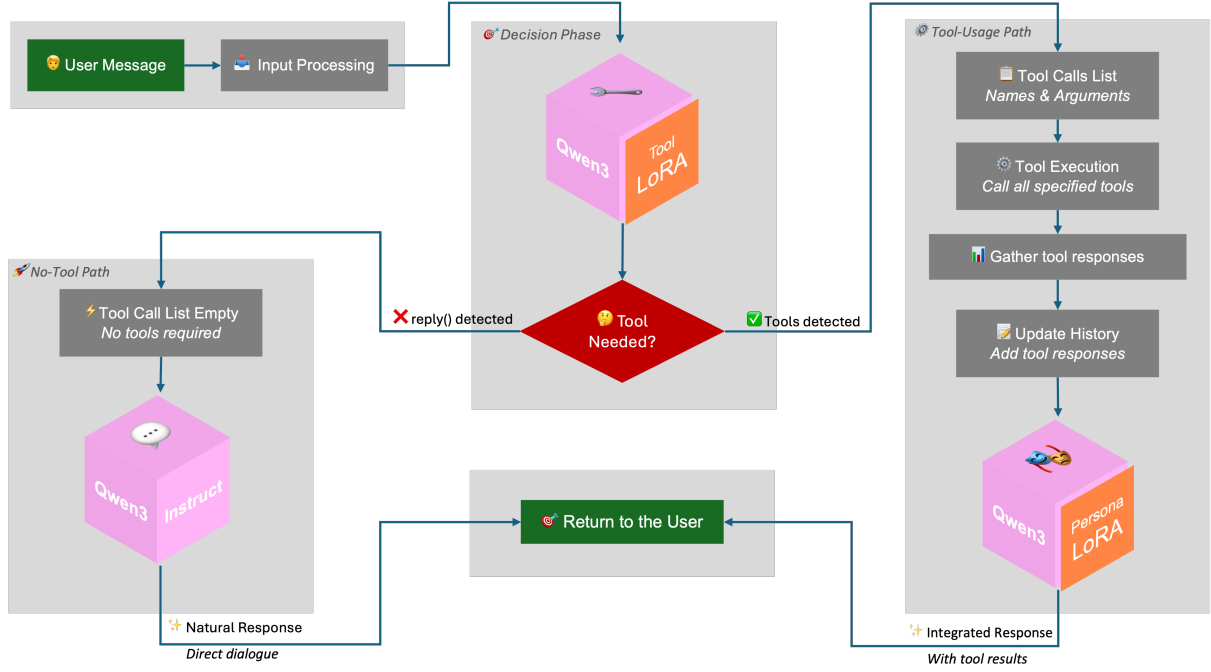 User Message
Input Processing
Decision Phase
Qwen3
Tool
LoRA
Tool
Needed?
reply() detected
Tools detected
No-Tool Path
Tool Call List Empty
No tools required
Qwen3
Instruct
Natural Response
Direct dialogue
Tool-Usage Path
Tool Calls List
Names & Arguments
Tool Execution
Call all specified tools
Gather tool responses
Update History
Add tool responses
Qwen3
Persona
LoRA
Integrated Response
With tool results
Return to the User